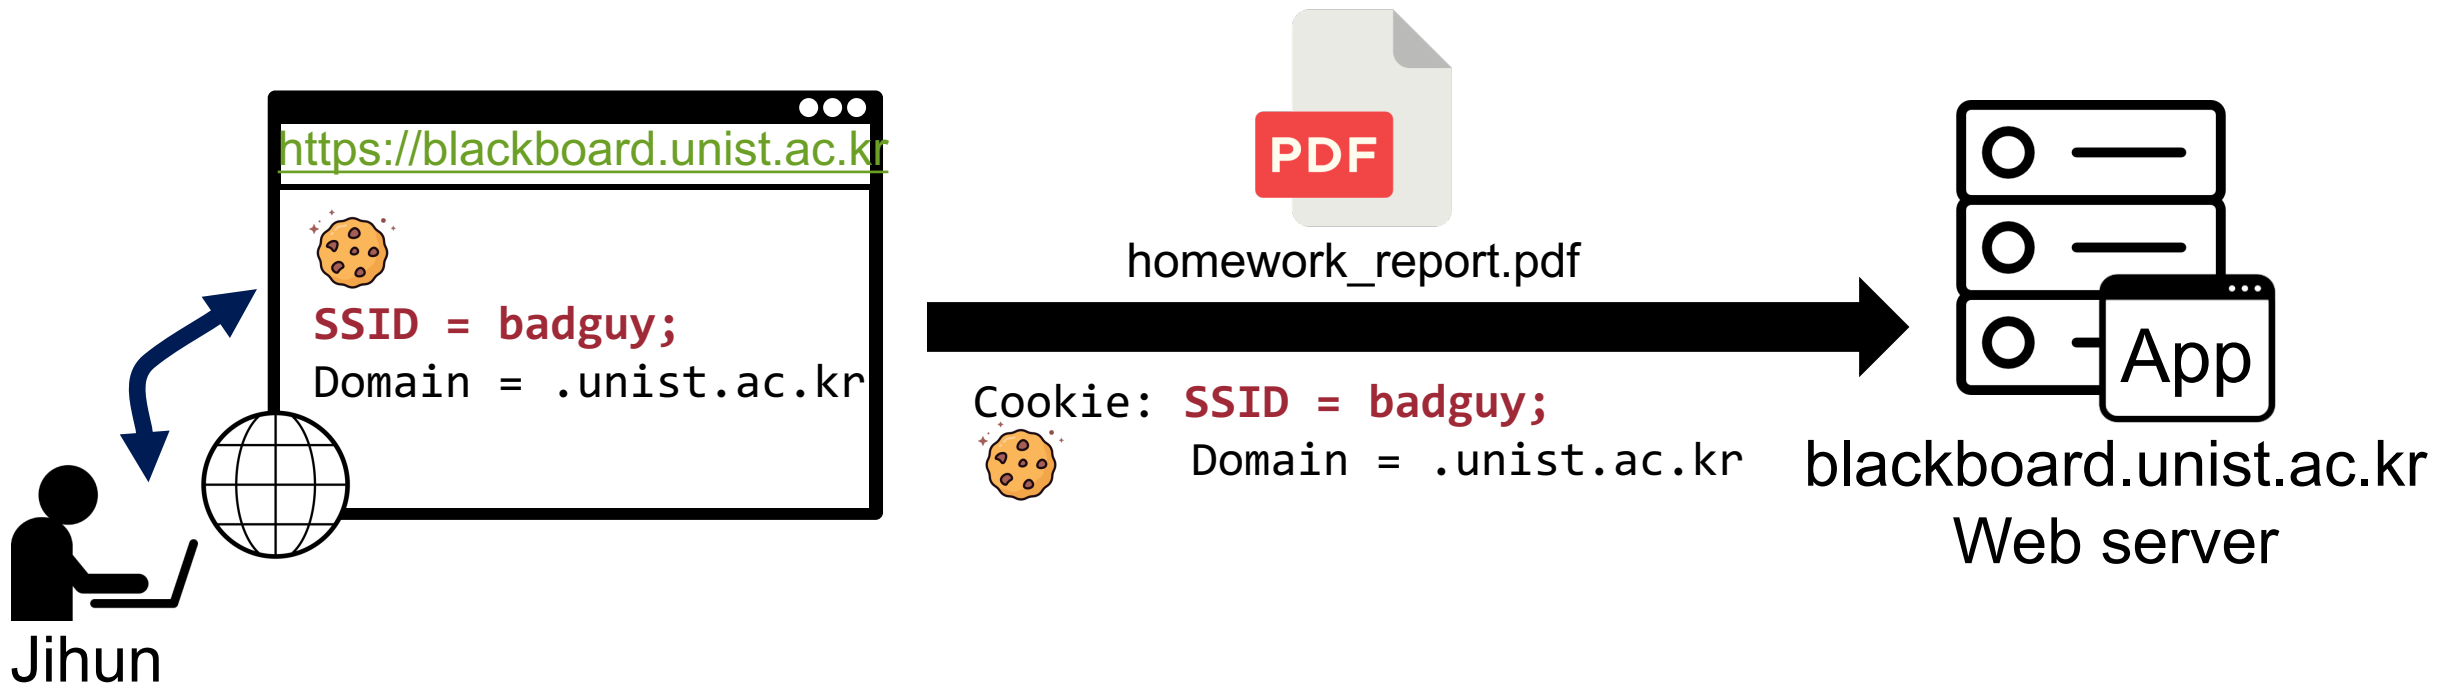 https://blackboard.unist.ac.kr
SSID = badguy;
Domain = .unist.ac.kr
Jihun
PDF
homework_report.pdf
Cookie: SSID = badguy;
Domain = .unist.ac.kr
App
blackboard.unist.ac.kr
Web server